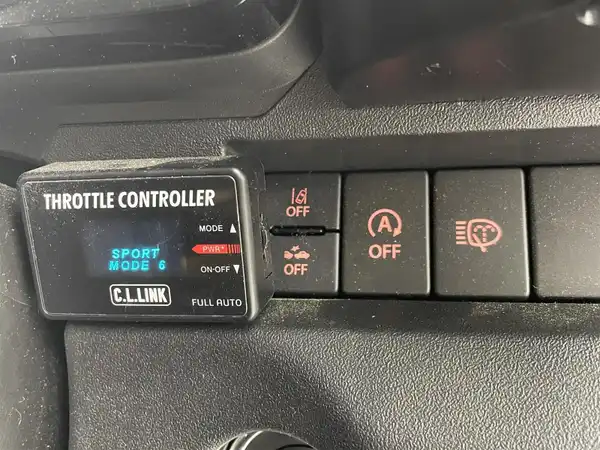 THROTTLE CONTROLLER
MODE ▲
PWR*
SPORT
MODE 6
ON-OFF ▼
C.L.LINK
FULL AUTO
OFF
OFF
A
OFF